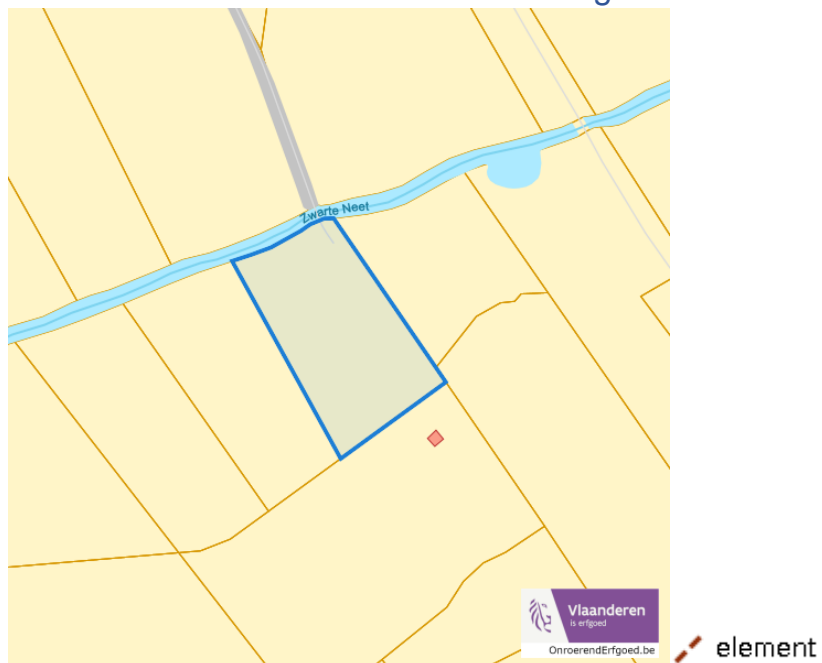 Zwarte Neet
Vlaanderen
is erfgoed
OnroerendErfgoed.be
element